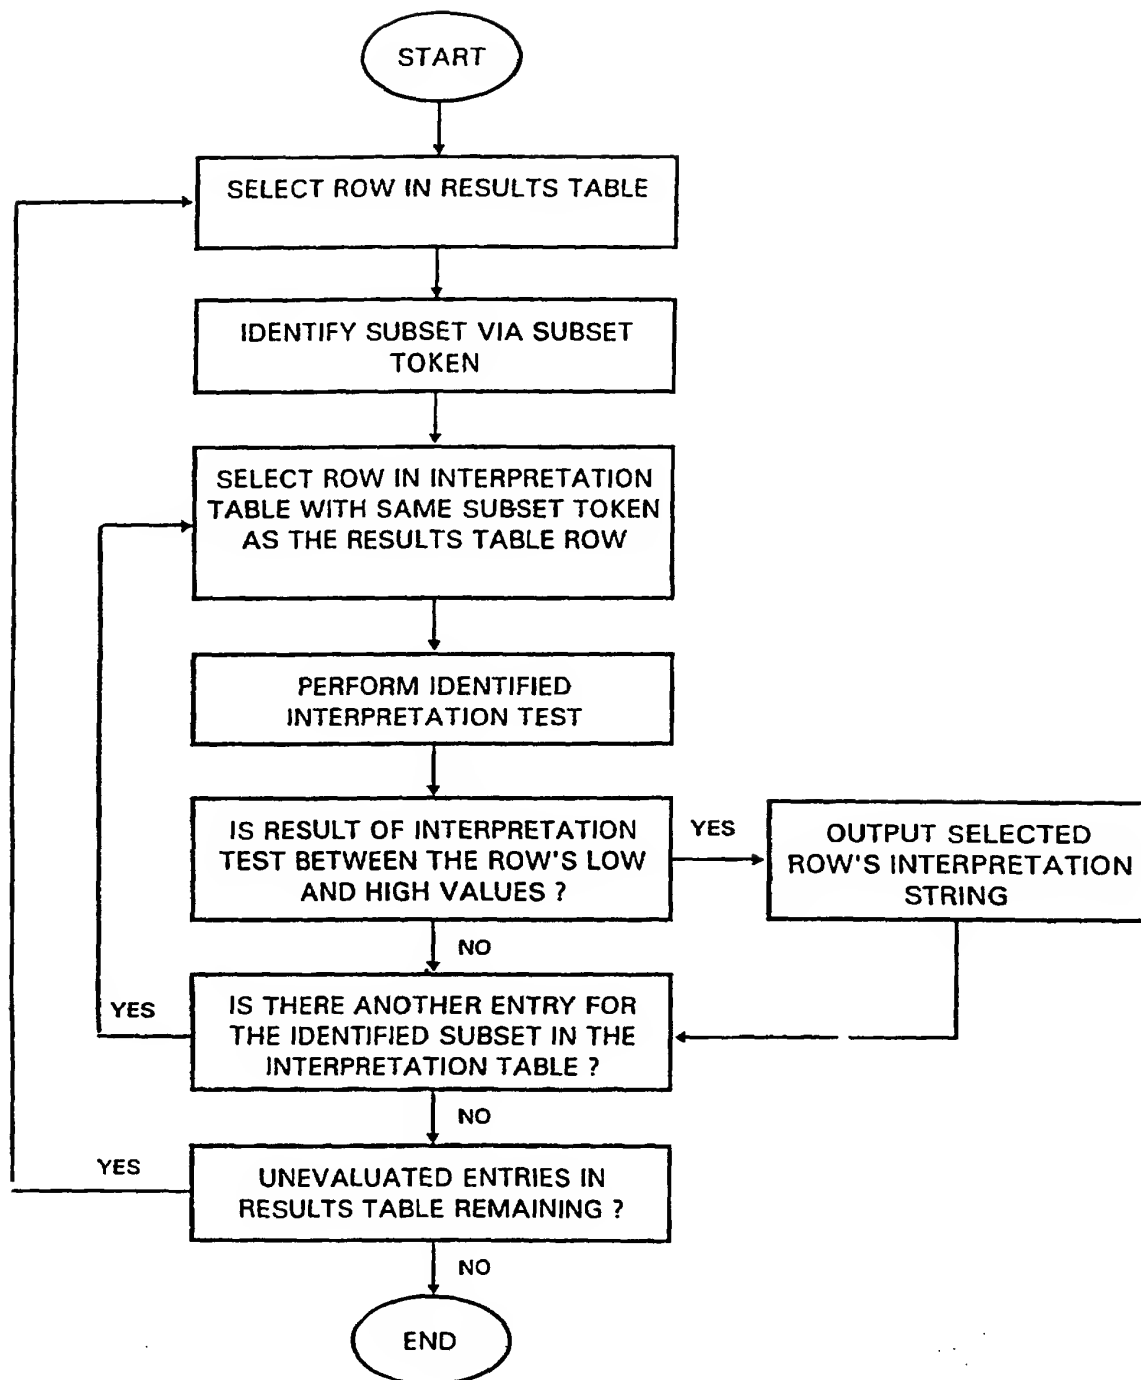 START
SELECT ROW IN RESULTS TABLE
IDENTIFY SUBSET VIA SUBSET
TOKEN
SELECT ROW IN INTERPRETATION
TABLE WITH SAME SUBSET TOKEN
AS THE RESULTS TABLE ROW
PERFORM IDENTIFIED
INTERPRETATION TEST
IS RESULT OF INTERPRETATION
TEST BETWEEN THE ROW'S LOW
AND HIGH VALUES ?
YES
OUTPUT SELECTED
ROW'S INTERPRETATION
STRING
NO
YES
IS THERE ANOTHER ENTRY FOR
THE IDENTIFIED SUBSET IN THE
INTERPRETATION TABLE ?
NO
YES
UNEVALUATED ENTRIES IN
RESULTS TABLE REMAINING ?
NO
END